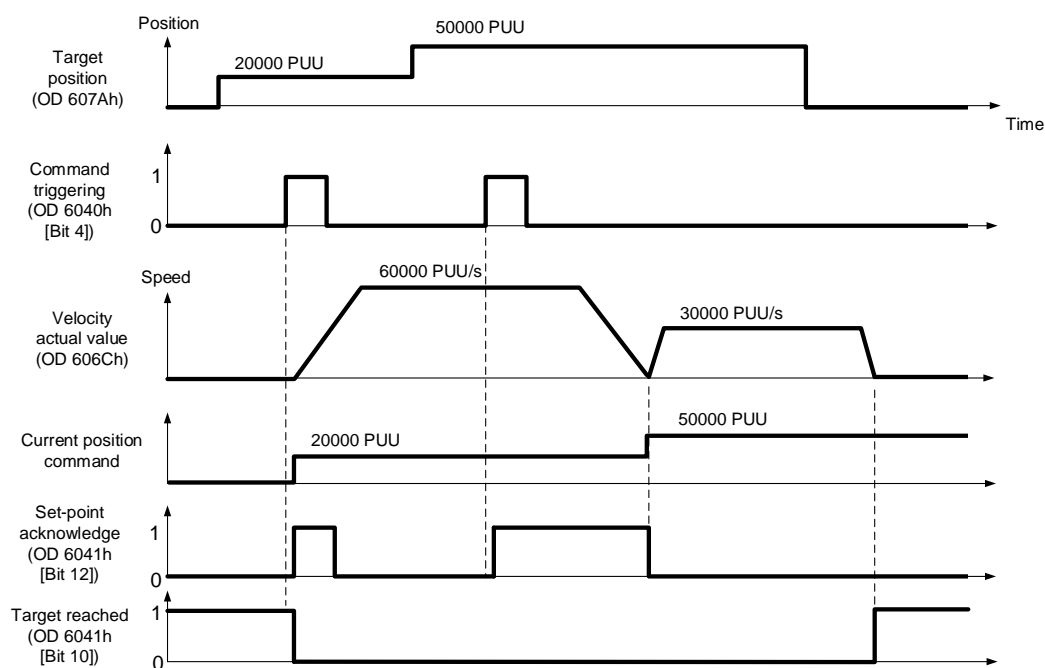 Position
50000 PUU
20000 PUU
Target
position
(OD 607Ah)
Time
Command
triggering
(OD 6040h
[Bit 4])
1
0
Speed
60000 PUU/s
30000 PUU/s
Velocity
actual value
(OD 606Ch)
50000 PUU
20000 PUU
Current position
command
Set-point
acknowledge
(OD 6041h
[Bit 12])
1
0
Target reached
(OD 6041h
[Bit 10])
1
0